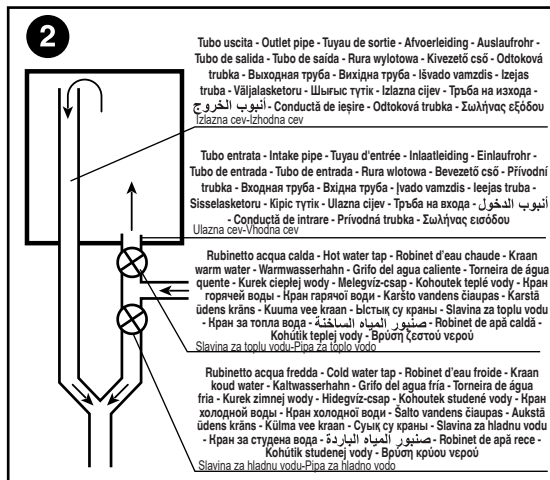 2
Tubo uscita - Outlet pipe - Tuyau de sortie - Afvoerleiding - Auslaufrohr -
Tubo de salida - Tubo de saída - Rura wylotowa - Kivezető cső - Odtoková
trubka - Выходная труба - Вихідна труба - Išvado vamzdis - Izejas
truba - Väljalasketoru - Шығыс түтік - Izlazna cijev - Тръба на изхода -
أنبوب الخروج - Conductă de ieșire - Odtoková trubka - Σωλήνας εξόδου
Izlazna cev-Izhodna cev
Tubo entrata - Intake pipe - Tuyau d'entrée - Inlaatleiding - Einlaufrohr -
Tubo de entrada - Tubo de entrada - Rura wlotowa - Bevezető cső - Přívodní
trubka - Входная труба - Вхідна труба - Įvado vamzdis - Ieejas truba -
Sisselasketoru - Кіріс түтік - Ulazna cijev - Тръба на входа - أنبوب الدخول
- Conductă de intrare - Prívodná trubka - Σωλήνας εισόδου
Ulazna cev-Vhodna cev
Rubinetto acqua calda - Hot water tap - Robinet d'eau chaude - Kraan
warm water - Warmwasserhahn - Grifo del agua caliente - Torneira de água
quente - Kurek ciepłej wody - Melegvíz-csap - Kohoutek teplé vody - Кран
горячей воды - Кран гарячої води - Karšto vandens čiaupas - Karstā
ūdens krāns - Kuuma vee kraan - Ыстық су краны - Slavina za toplu vodu
- Кран за топла вода - صنبور المياه الساخنة - Robinet de apă caldă -
Kohútik teplej vody - Βρύση ζεστού νερού
Slavina za toplu vodu-Pipa za toplo vodo
Rubinetto acqua fredda - Cold water tap - Robinet d'eau froide - Kraan
koud water - Kaltwasserhahn - Grifo del agua fría - Torneira de água
fria - Kurek zimnej wody - Hidegvíz-csap - Kohoutek studené vody - Кран
холодной воды - Кран холодної води - Šalto vandens čiaupas - Aukstā
ūdens krāns - Külma vee kraan - Суық су краны - Slavina za hladnu vodu
- Кран за студена вода - صنبور المياه الباردة - Robinet de apă rece -
Kohútik studenej vody - Βρύση κρύου νερού
Slavina za hladnu vodu-Pipa za hladno vodo